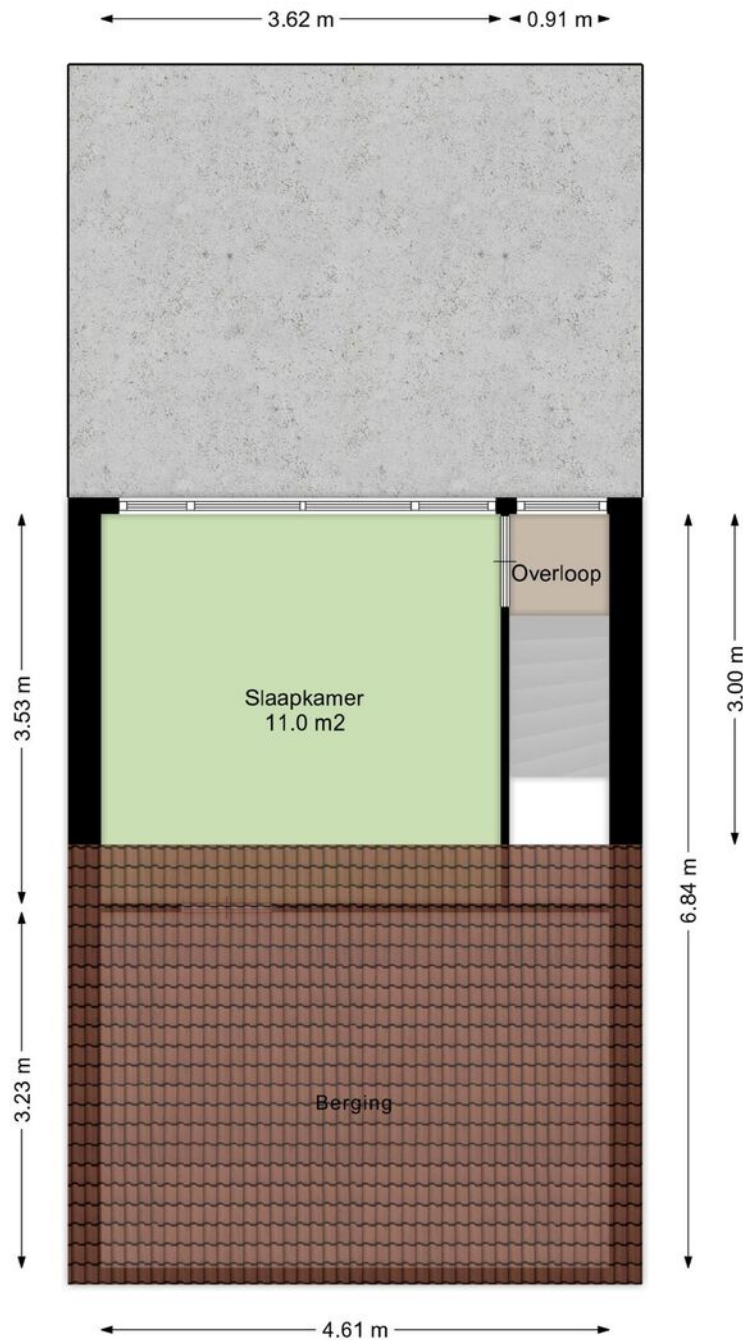 3.62 m
0.91 m
Overloop
Slaapkamer
11.0 m2
3.53 m
3.00 m
6.84 m
3.23 m
Berging
4.61 m